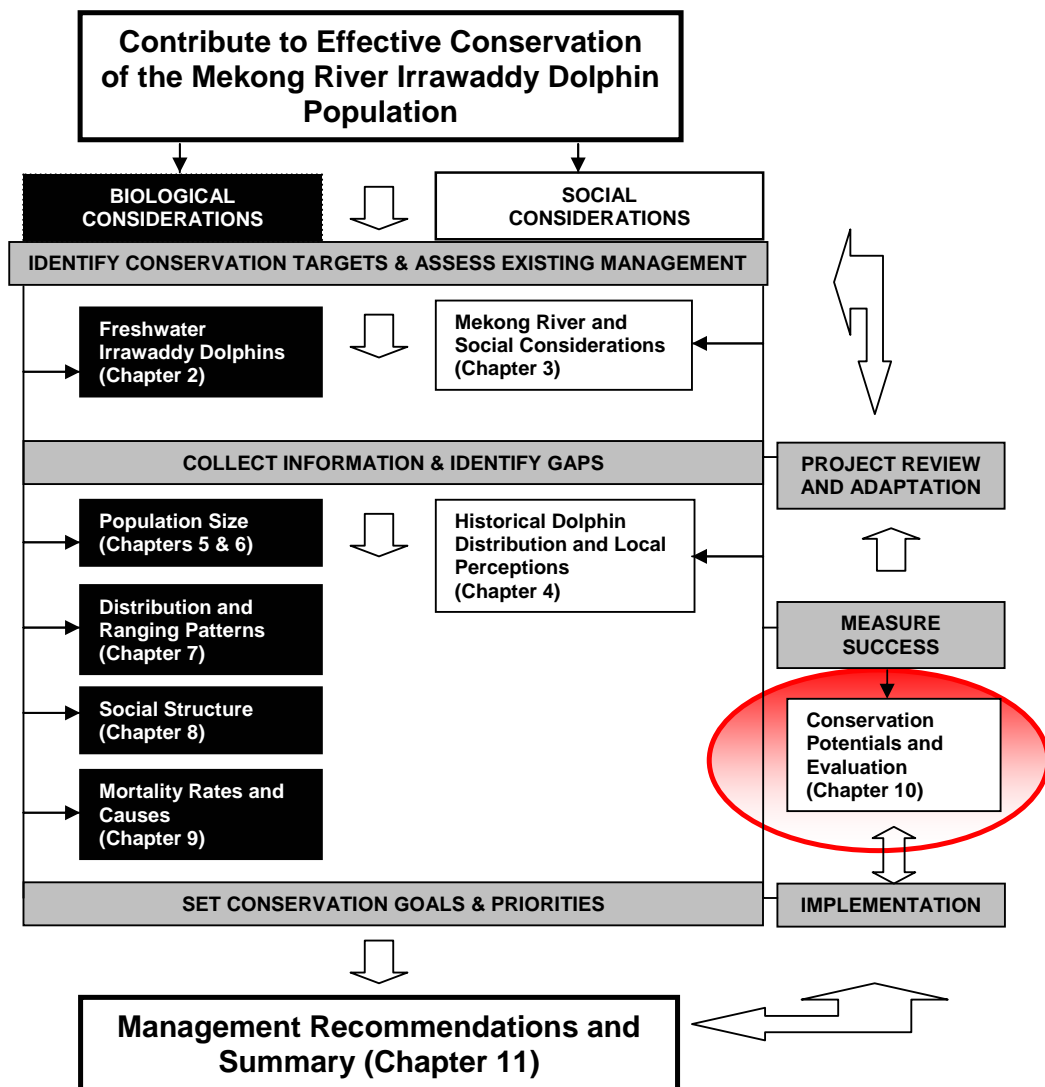 Contribute to Effective Conservation
of the Mekong River Irrawaddy Dolphin
Population
BIOLOGICAL
CONSIDERATIONS
SOCIAL
CONSIDERATIONS
IDENTIFY CONSERVATION TARGETS & ASSESS EXISTING MANAGEMENT
Freshwater
Irrawaddy Dolphins
(Chapter 2)
Mekong River and
Social Considerations
(Chapter 3)
COLLECT INFORMATION & IDENTIFY GAPS
PROJECT REVIEW
AND ADAPTATION
Population Size
(Chapters 5 & 6)
Historical Dolphin
Distribution and Local
Perceptions
(Chapter 4)
Distribution and
Ranging Patterns
(Chapter 7)
MEASURE
SUCCESS
Social Structure
(Chapter 8)
Conservation
Potentials and
Evaluation
(Chapter 10)
Mortality Rates and
Causes
(Chapter 9)
SET CONSERVATION GOALS & PRIORITIES
IMPLEMENTATION
Management Recommendations and
Summary (Chapter 11)